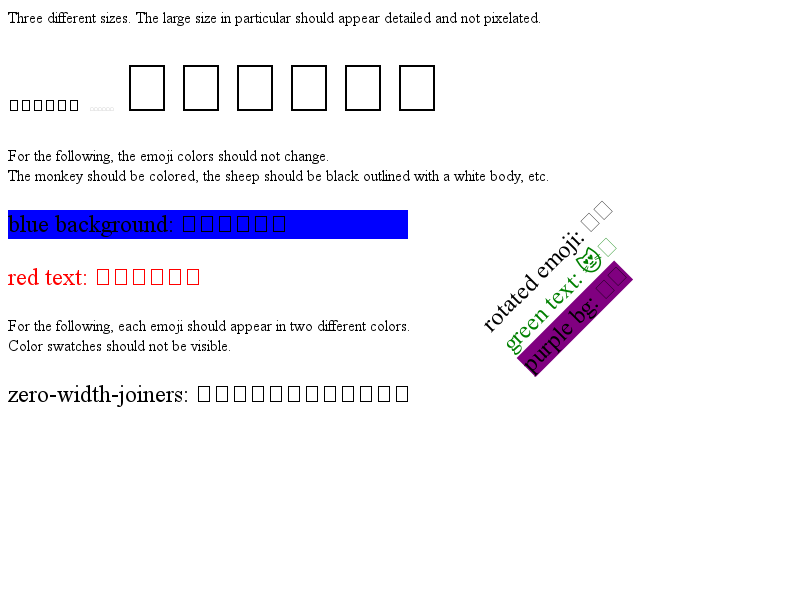 Three different sizes. The large size in particular should appear detailed and not pixelated.
□□□□□□ □□□□□□ □□□□□□
For the following, the emoji colors should not change.
The monkey should be colored, the sheep should be black outlined with a white body, etc.
blue background: □□□□□□
red text: □□□□□□
rotated emoji: □□
green text: 😻□
purple bg: □□
For the following, each emoji should appear in two different colors.
Color swatches should not be visible.
zero-width-joiners: □□□□□□□□□□□□